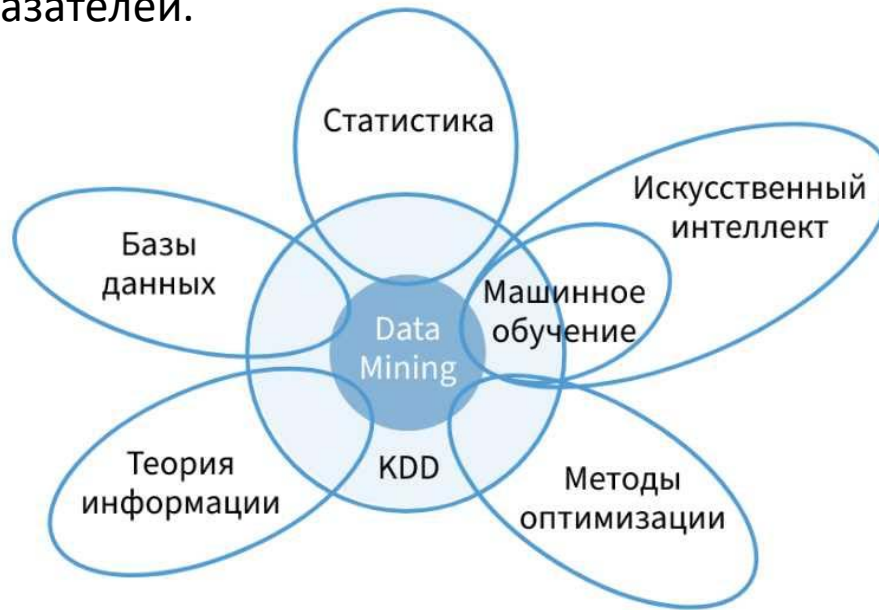 азателей.
Статистика
Искусственный
интеллект
Базы
данных
Машинное
обучение
Data
Mining
KDD
Теория
информации
Методы
оптимизации